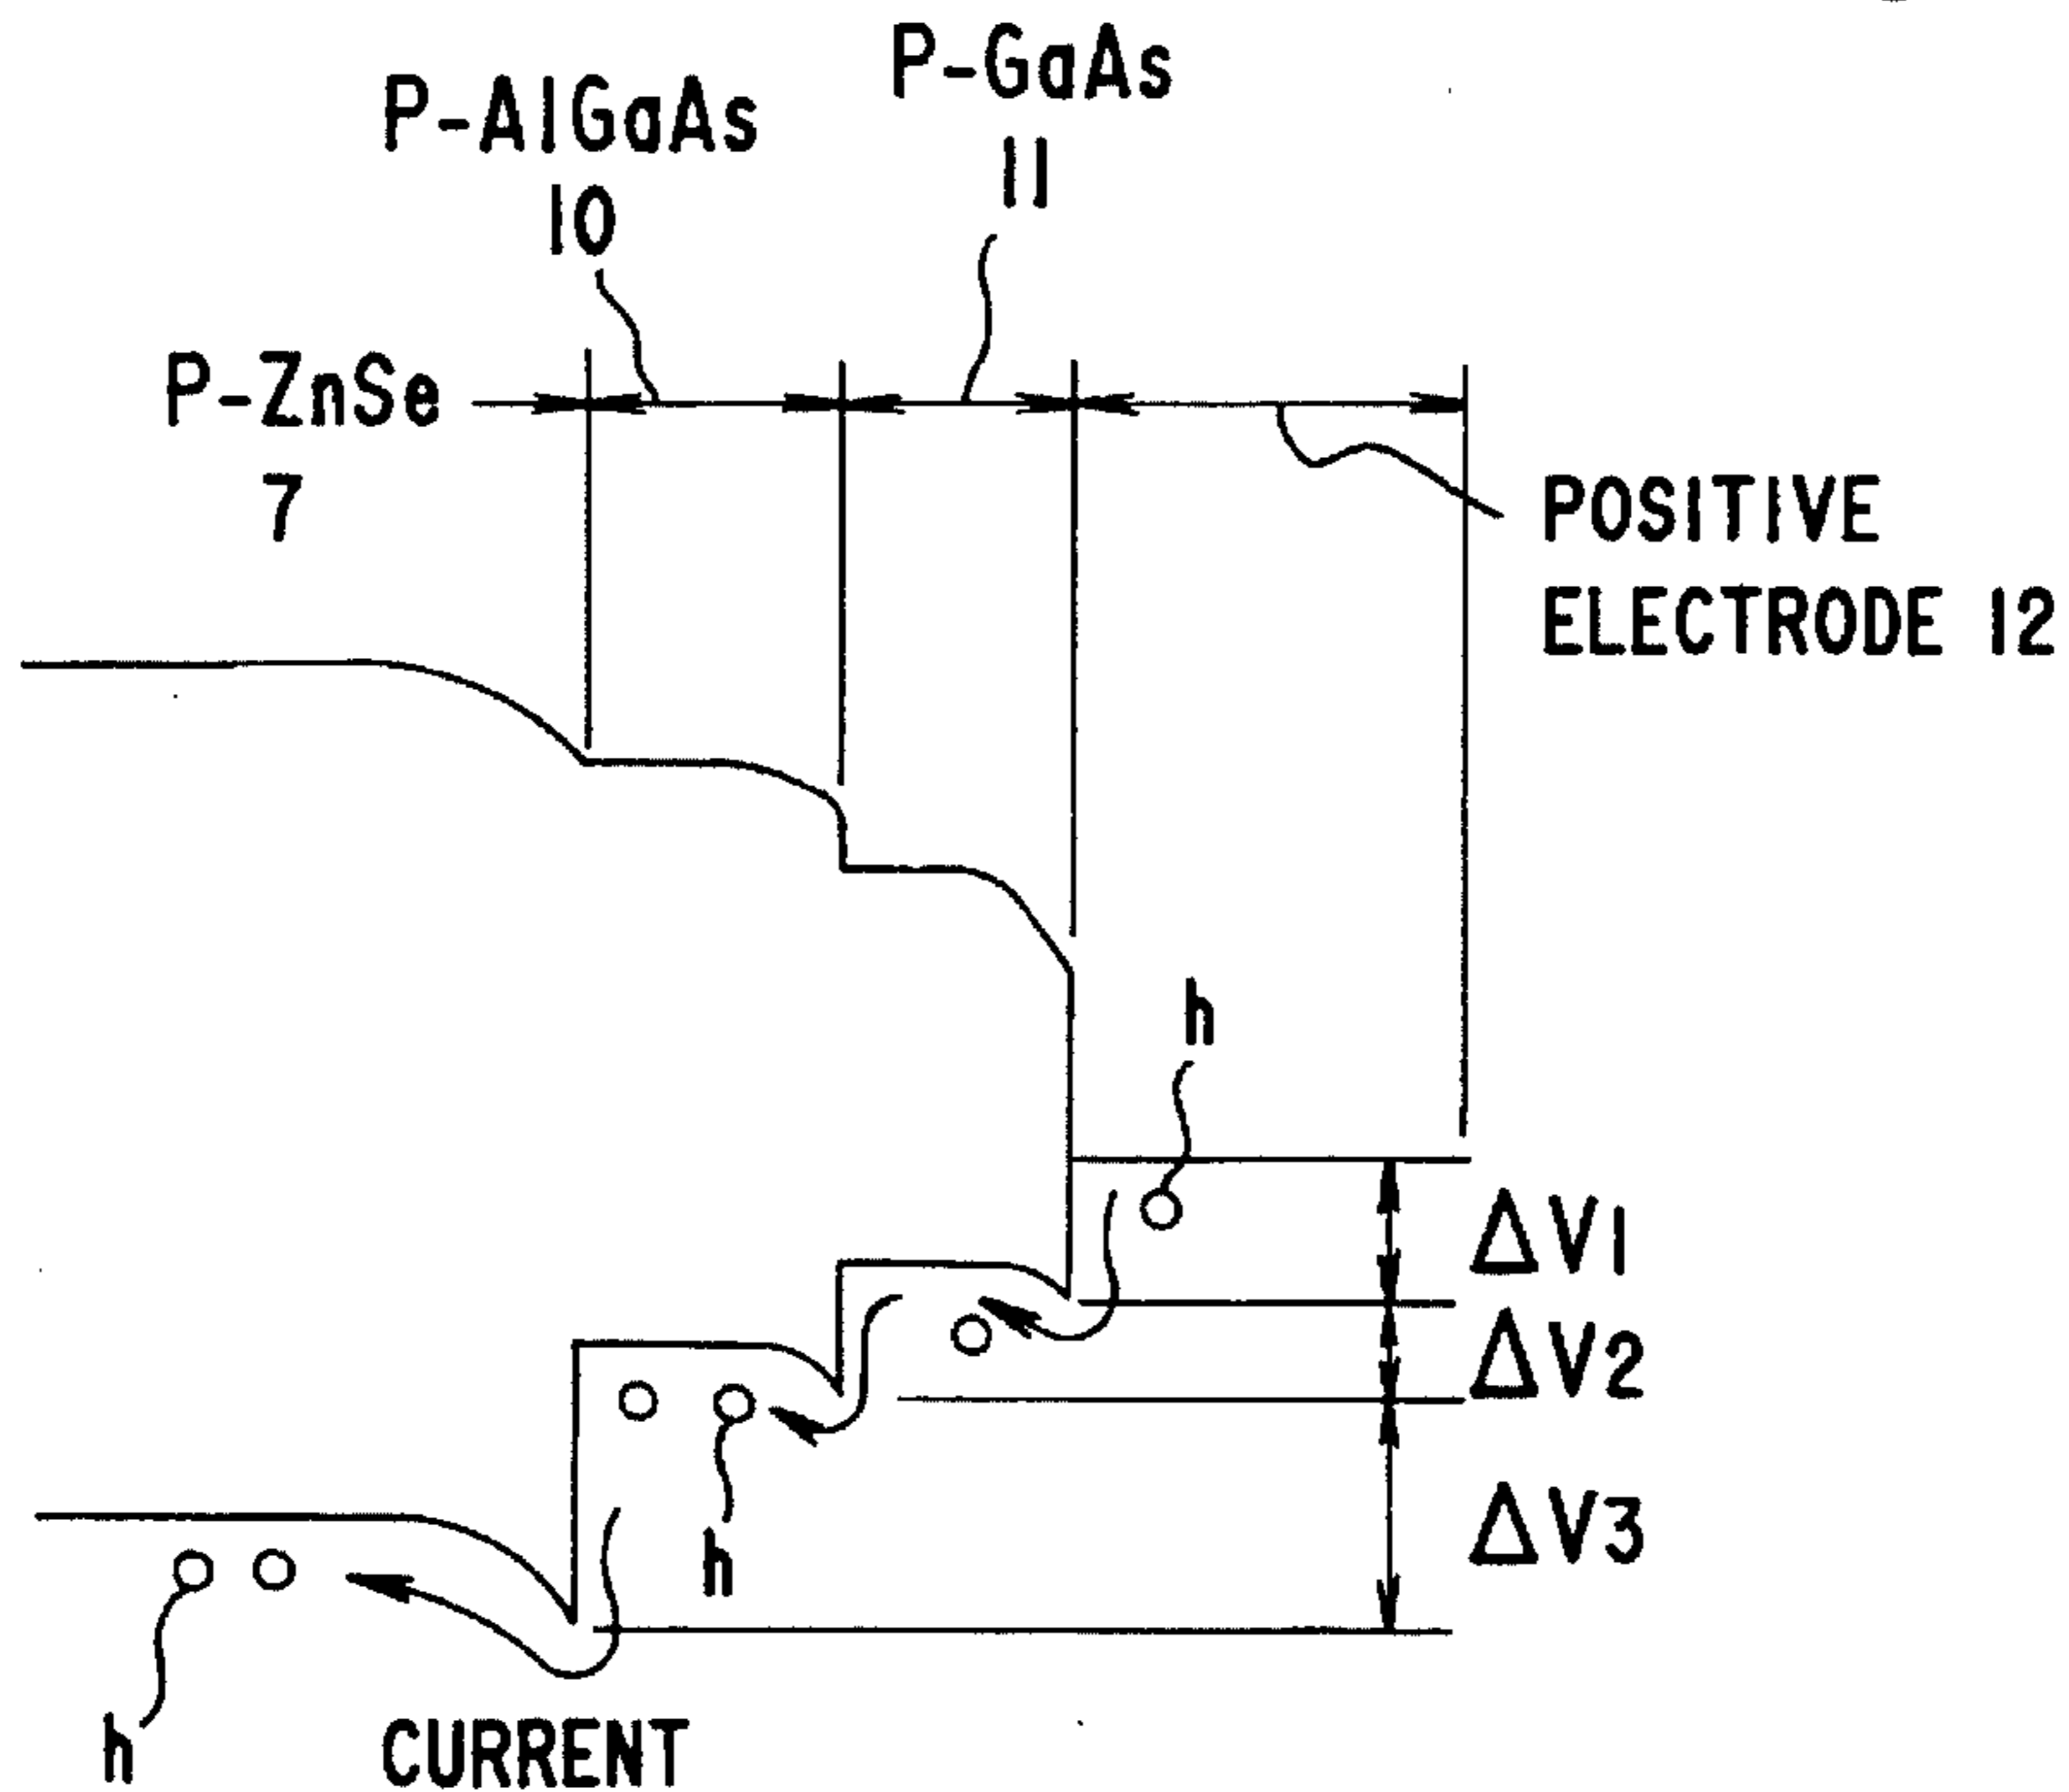 P-GaAs
11
P-AlGaAs
10
P-ZnSe
7
POSITIVE
ELECTRODE 12
h
ΔV1
ΔV2
ΔV3
h
h
CURRENT